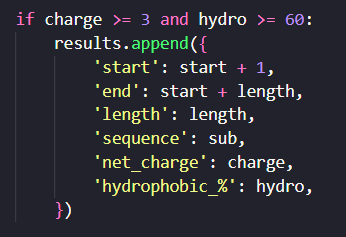 if charge >= 3 and hydro >= 60:
    results.append({
        'start': start + 1,
        'end': start + length,
        'length': length,
        'sequence': sub,
        'net_charge': charge,
        'hydrophobic_%': hydro,
    })